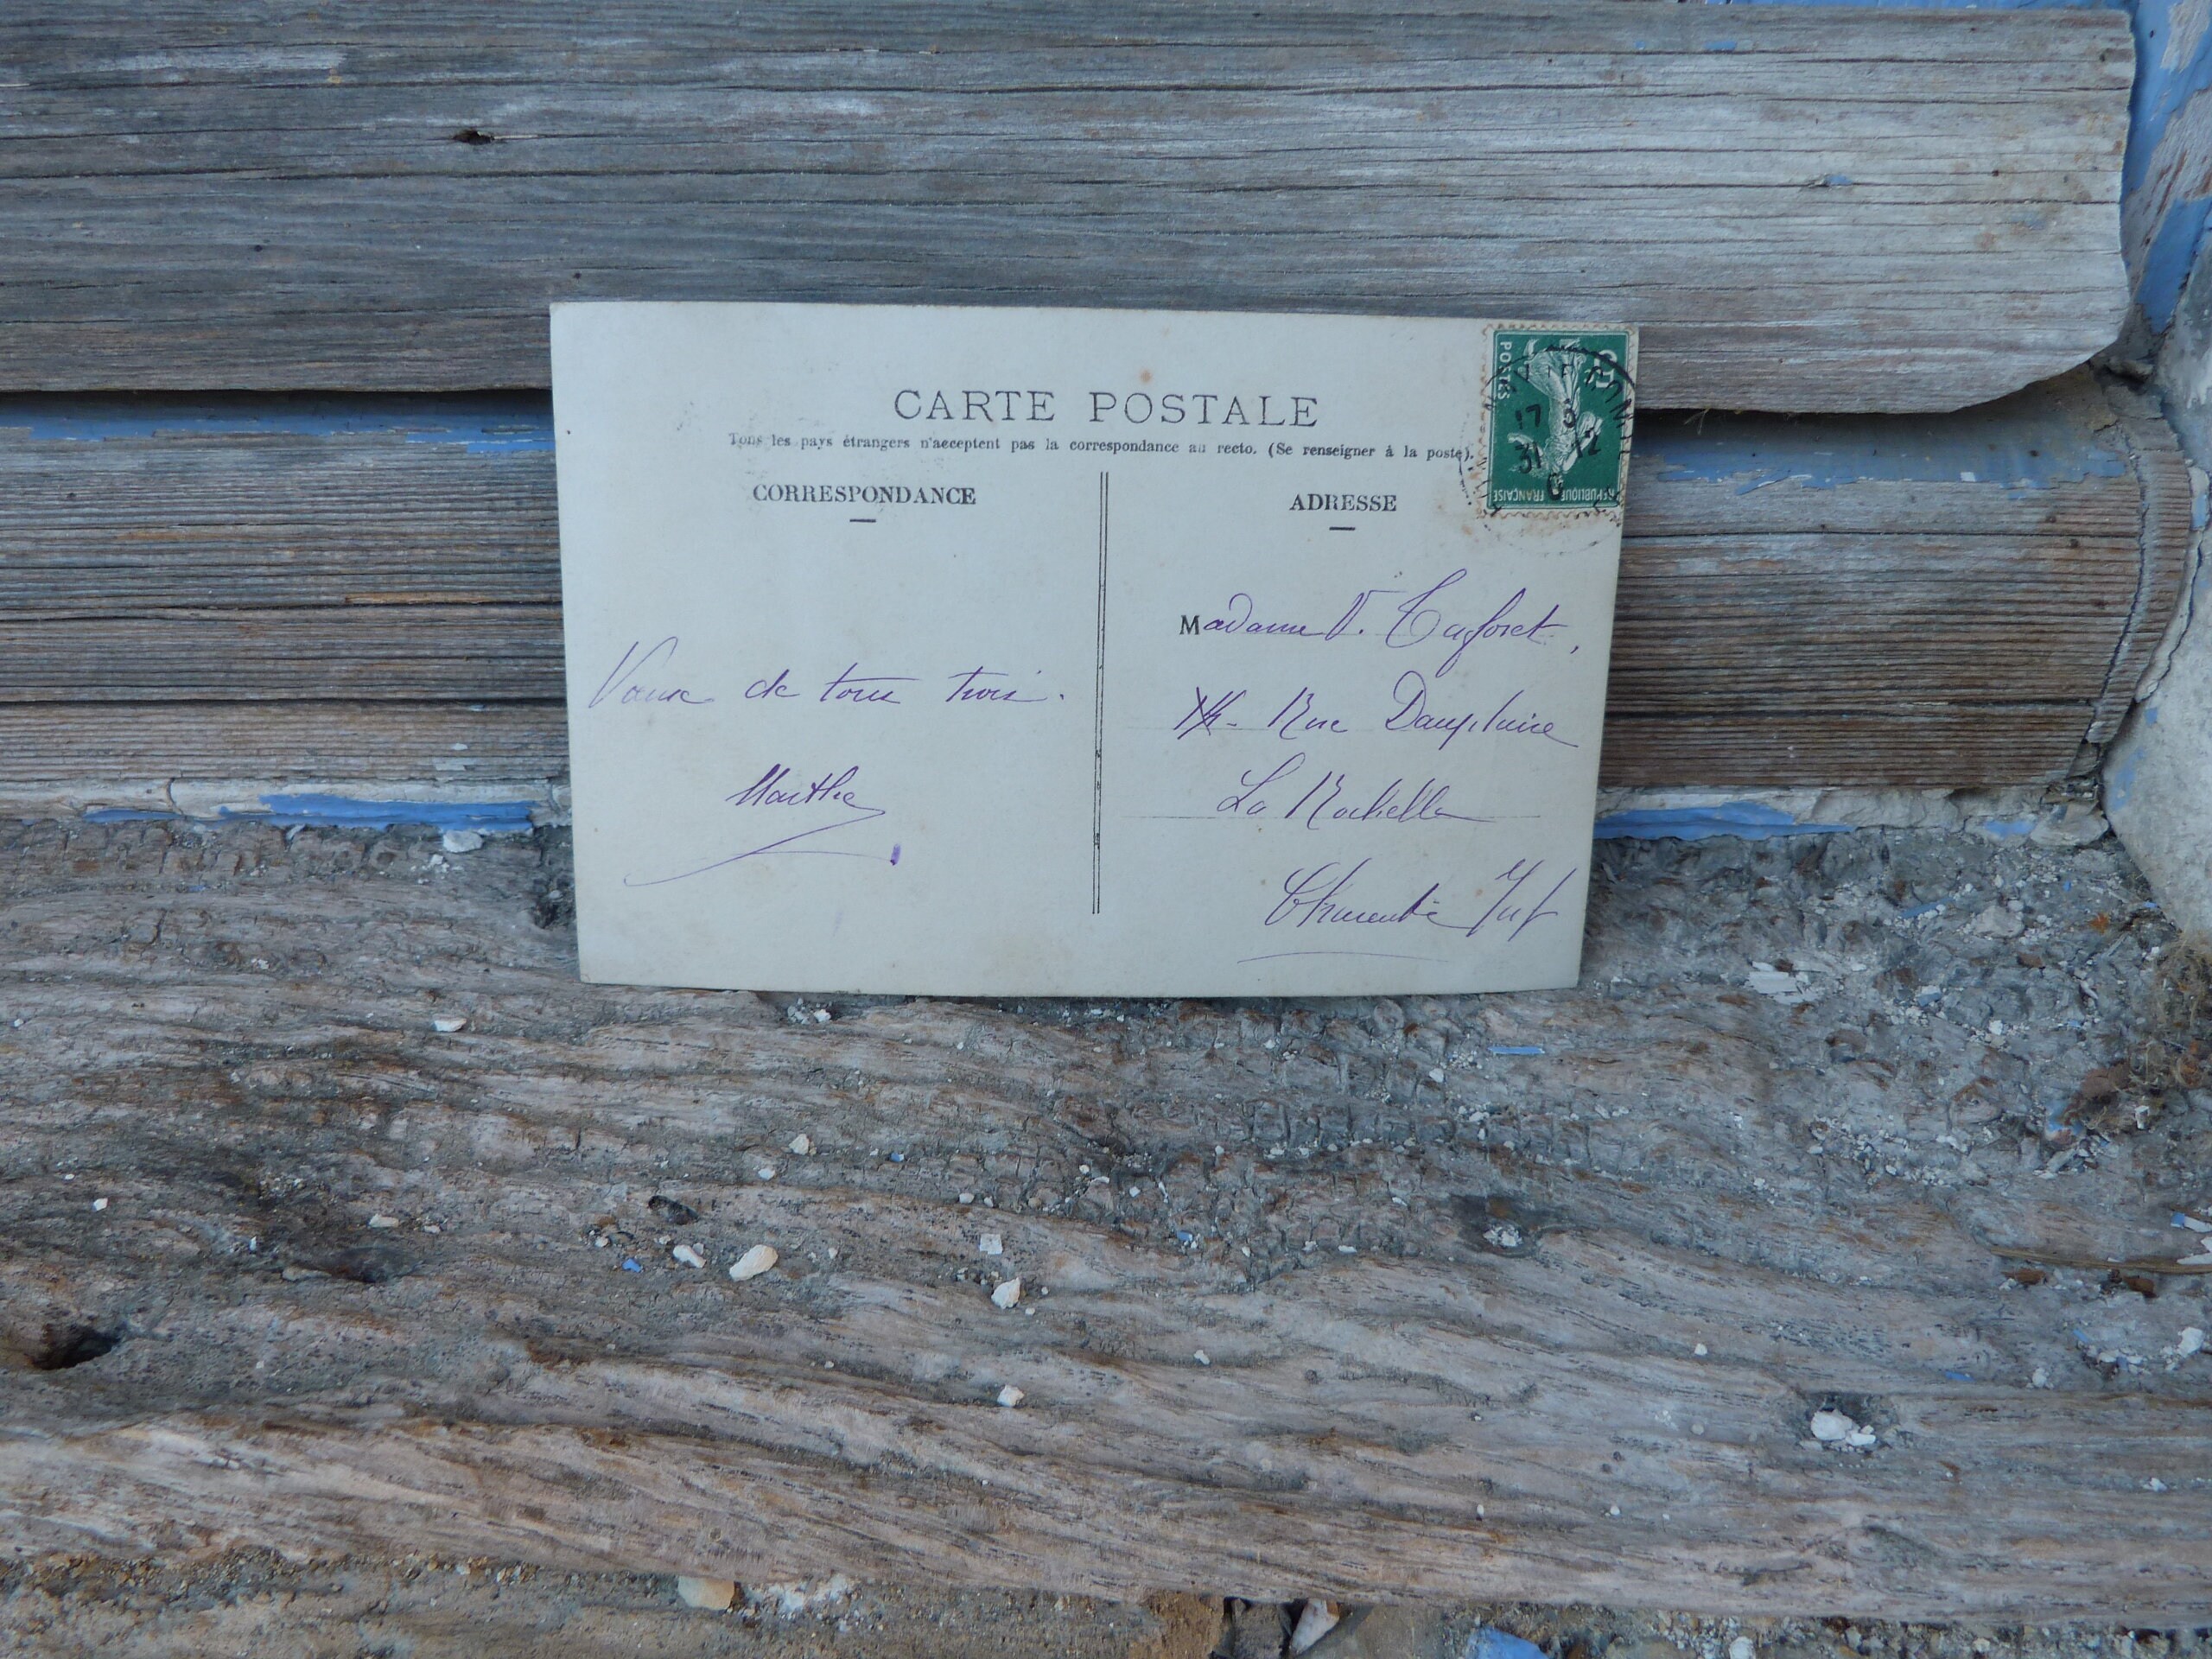 CARTE POSTALE
Tous les pays étrangers n'acceptent pas la correspondance au recto. (Se renseigner à la poste).
CORRESPONDANCE
ADRESSE
POSTES
5 c
RÉPUBLIQUE FRANÇAISE
17
31 12
Madame V.
Rue Dauphine
La Rochelle
Charente Inf
Vœux de tous trois.
Marthe